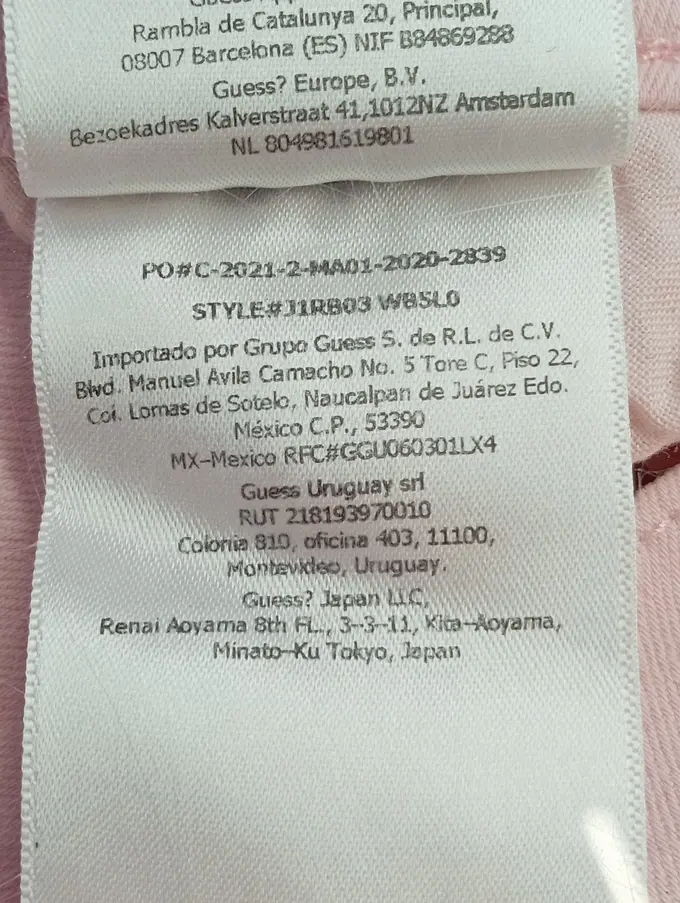 Rambla de Catalunya 20, Principal,
08007 Barcelona (ES) NIF B84869288
Guess? Europe, B.V.
Bezoekadres Kalverstraat 41,1012NZ Amsterdam
NL 804981619801
PO#C-2021-2-MA01-2020-2839
STYLE#J1RB03 WB5L0
Importado por Grupo Guess S. de R.L. de C.V.
Blvd. Manuel Avila Camacho No. 5 Torre C, Piso 22,
Col. Lomas de Sotelo, Naucalpan de Juárez Edo.
México C.P., 53390
MX-Mexico RFC#GGU060301LX4
Guess Uruguay srl
RUT 218193970010
Colonia 810, oficina 403, 11100,
Montevideo, Uruguay.
Guess? Japan LLC,
Renai Aoyama 8th FL., 3-3-11, Kita-Aoyama,
Minato-Ku Tokyo, Japan